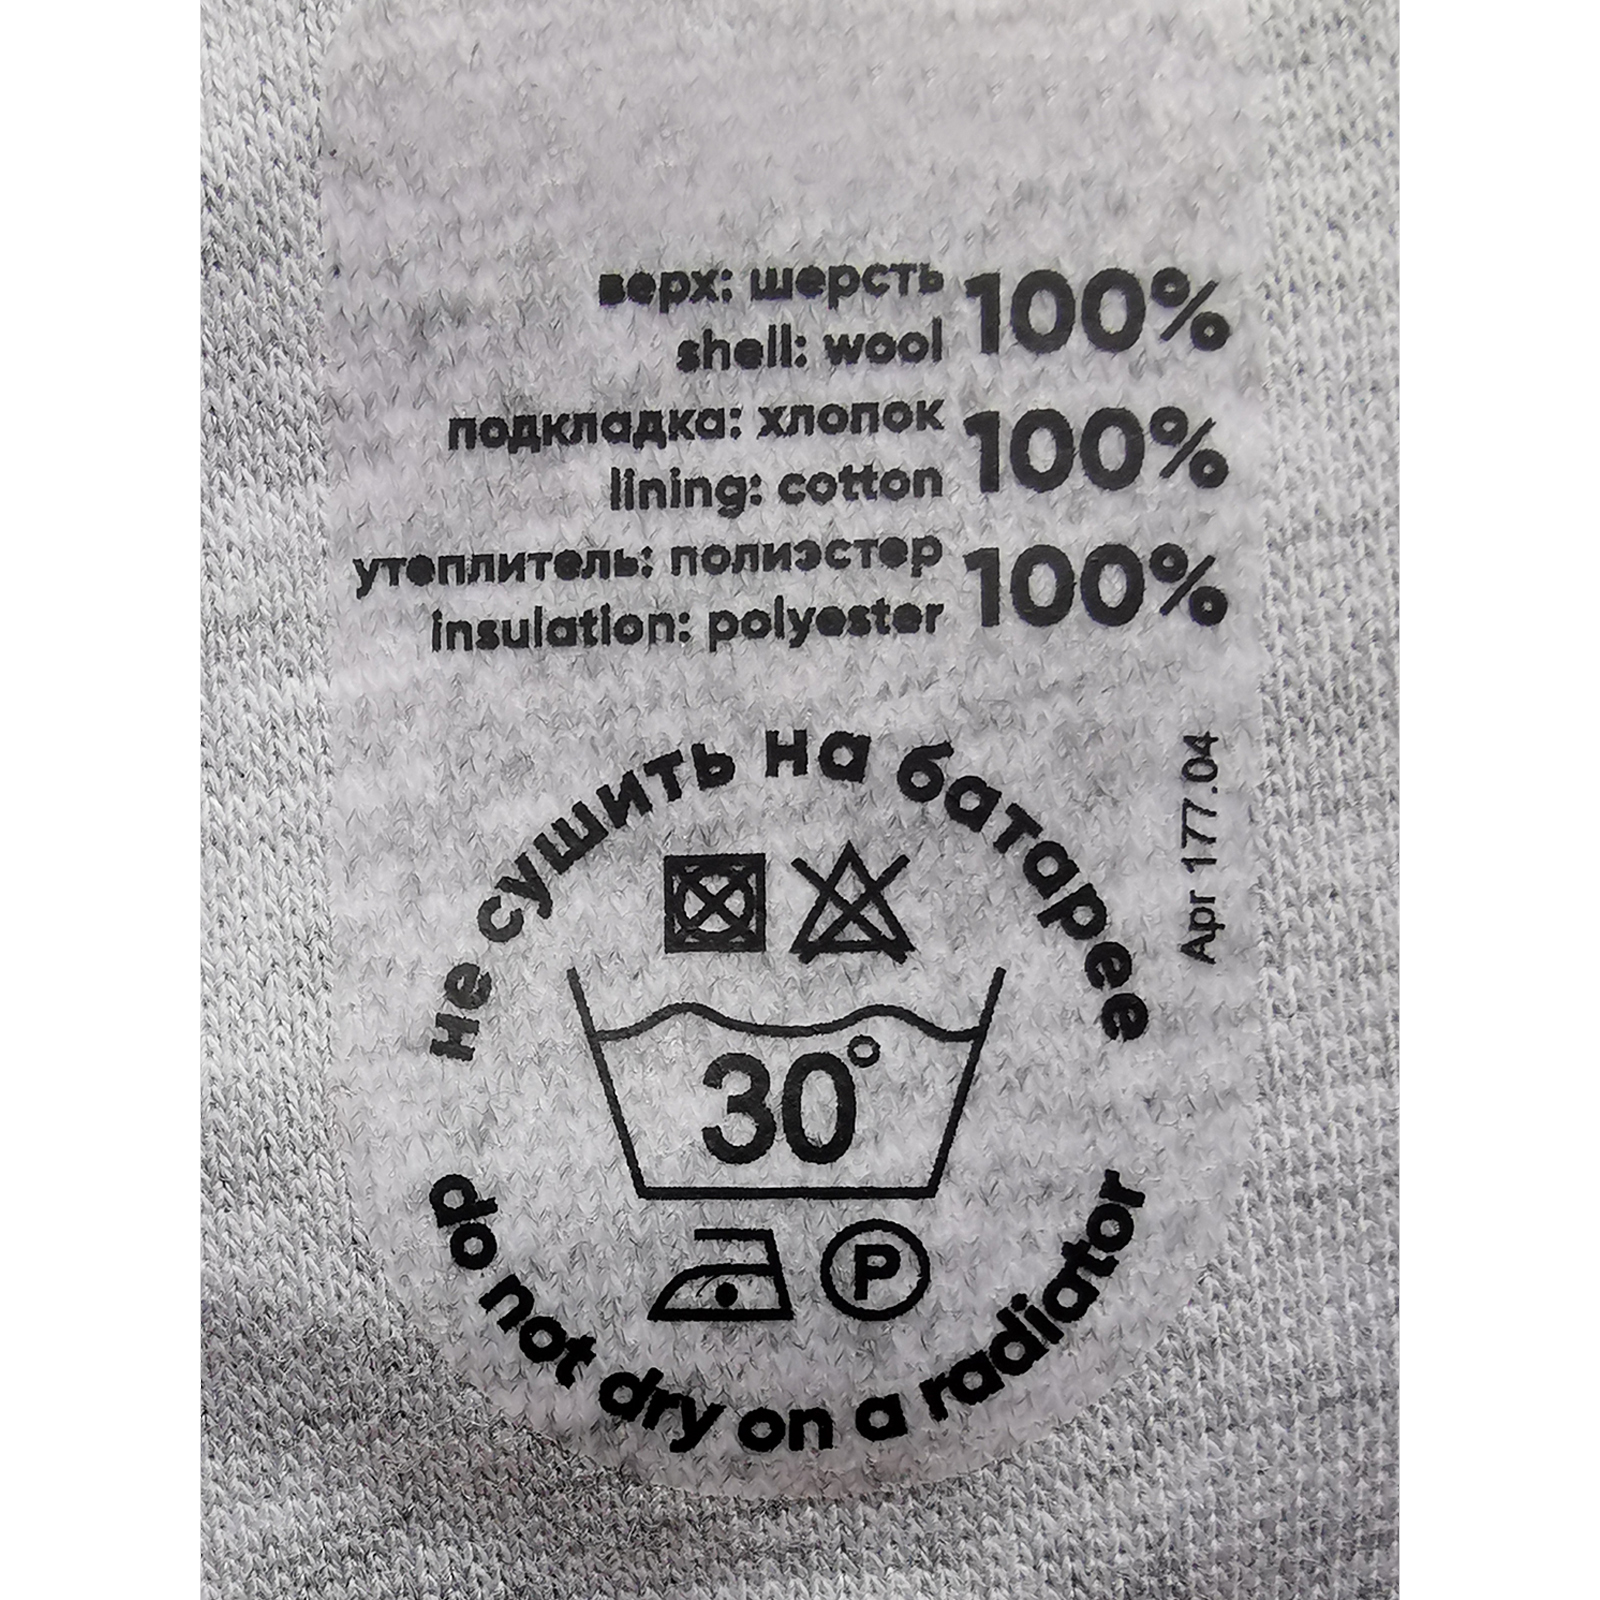 верх: шерсть 100%
shell: wool
подкладка: хлопок 100%
lining: cotton
утеплитель: полиэстер 100%
insulation: polyester
Арт 177.04
не сушить на батарее
30°
P
do not dry on a radiator